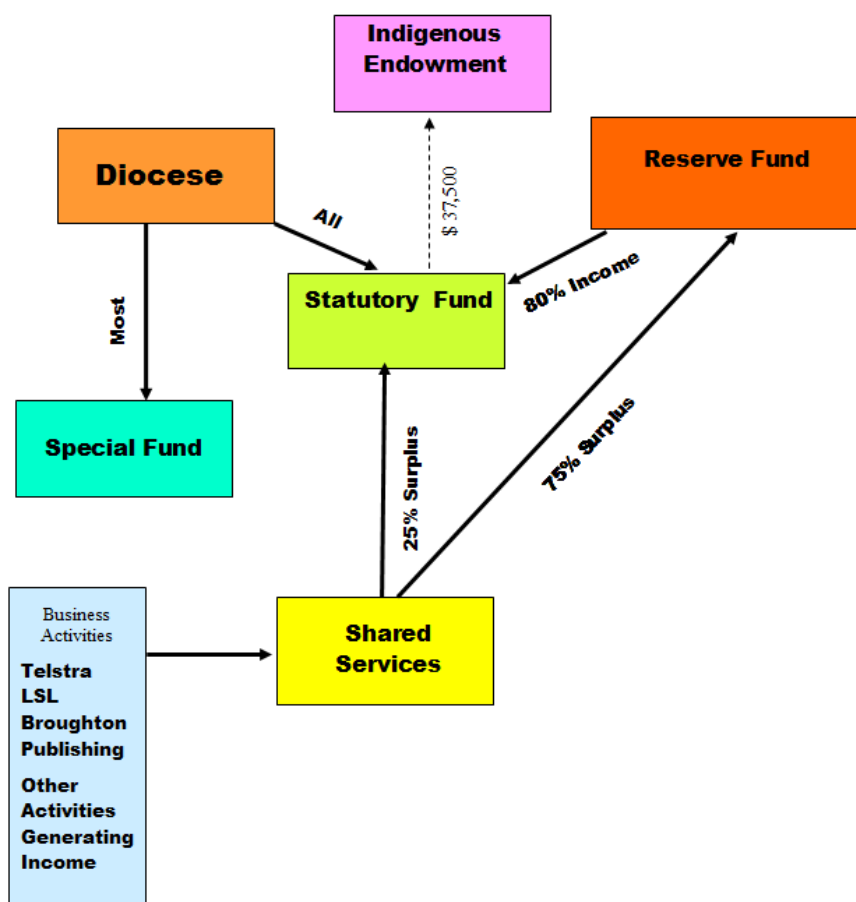 Indigenous
Endowment
Diocese
Reserve Fund
All
$ 37,500
80% Income
Statutory Fund
Most
Special Fund
25% Surplus
75% Surplus
Business
Activities
Telstra
LSL
Broughton
Publishing
Other
Activities
Generating
Income
Shared
Services